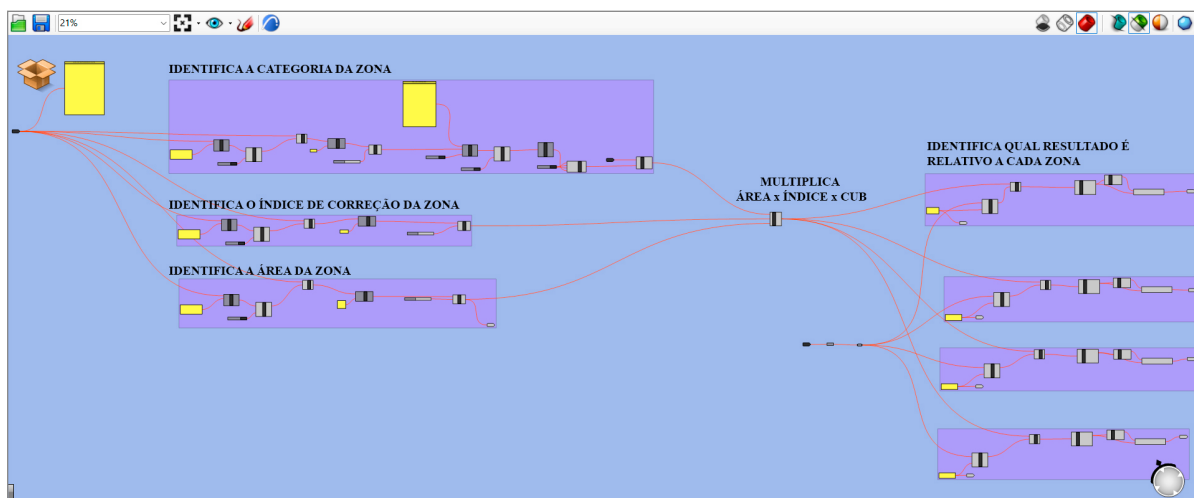 21%
IDENTIFICA A CATEGORIA DA ZONA
IDENTIFICA O ÍNDICE DE CORREÇÃO DA ZONA
IDENTIFICA A ÁREA DA ZONA
MULTIPLICA
ÁREA x ÍNDICE x CUB
IDENTIFICA QUAL RESULTADO É
RELATIVO A CADA ZONA